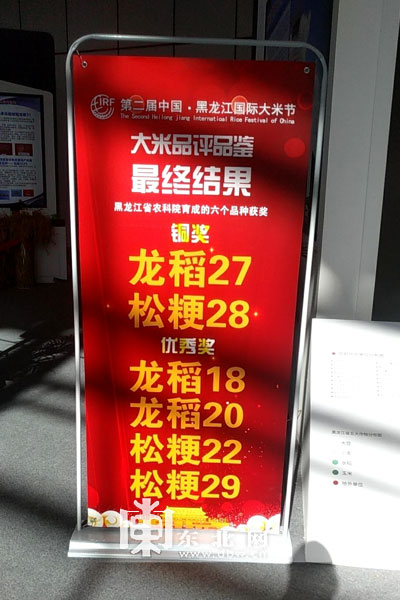 IRF
第二届中国·黑龙江国际大米节
The Second Heilong jiang International Rice Festival of China
大米品评品鉴
最终结果
黑龙江省农科院育成的六个品种获奖
铜奖
龙稻27
松粳28
优秀奖
龙稻18
龙稻20
松粳22
松粳29
东北网